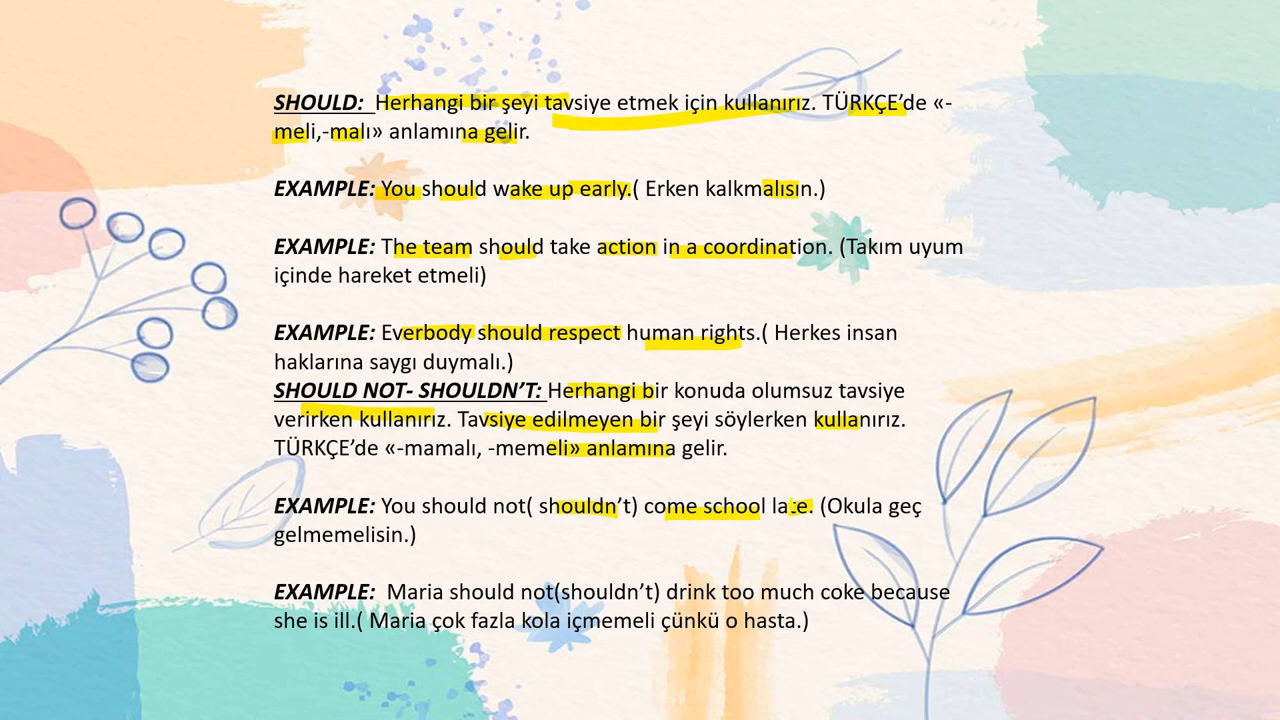 SHOULD: Herhangi bir şeyi tavsiye etmek için kullanırız. TÜRKÇE’de «-
meli,-malı» anlamına gelir.
EXAMPLE: You should wake up early.( Erken kalkmalısın.)
EXAMPLE: The team should take action in a coordination. (Takım uyum
içinde hareket etmeli)
EXAMPLE: Everbody should respect human rights.( Herkes insan
haklarına saygı duymalı.)
SHOULD NOT- SHOULDN’T: Herhangi bir konuda olumsuz tavsiye
verirken kullanırız. Tavsiye edilmeyen bir şeyi söylerken kullanırız.
TÜRKÇE’de «-mamalı, -memeli» anlamına gelir.
EXAMPLE: You should not( shouldn’t) come school late. (Okula geç
gelmemelisin.)
EXAMPLE: Maria should not(shouldn’t) drink too much coke because
she is ill.( Maria çok fazla kola içmemeli çünkü o hasta.)